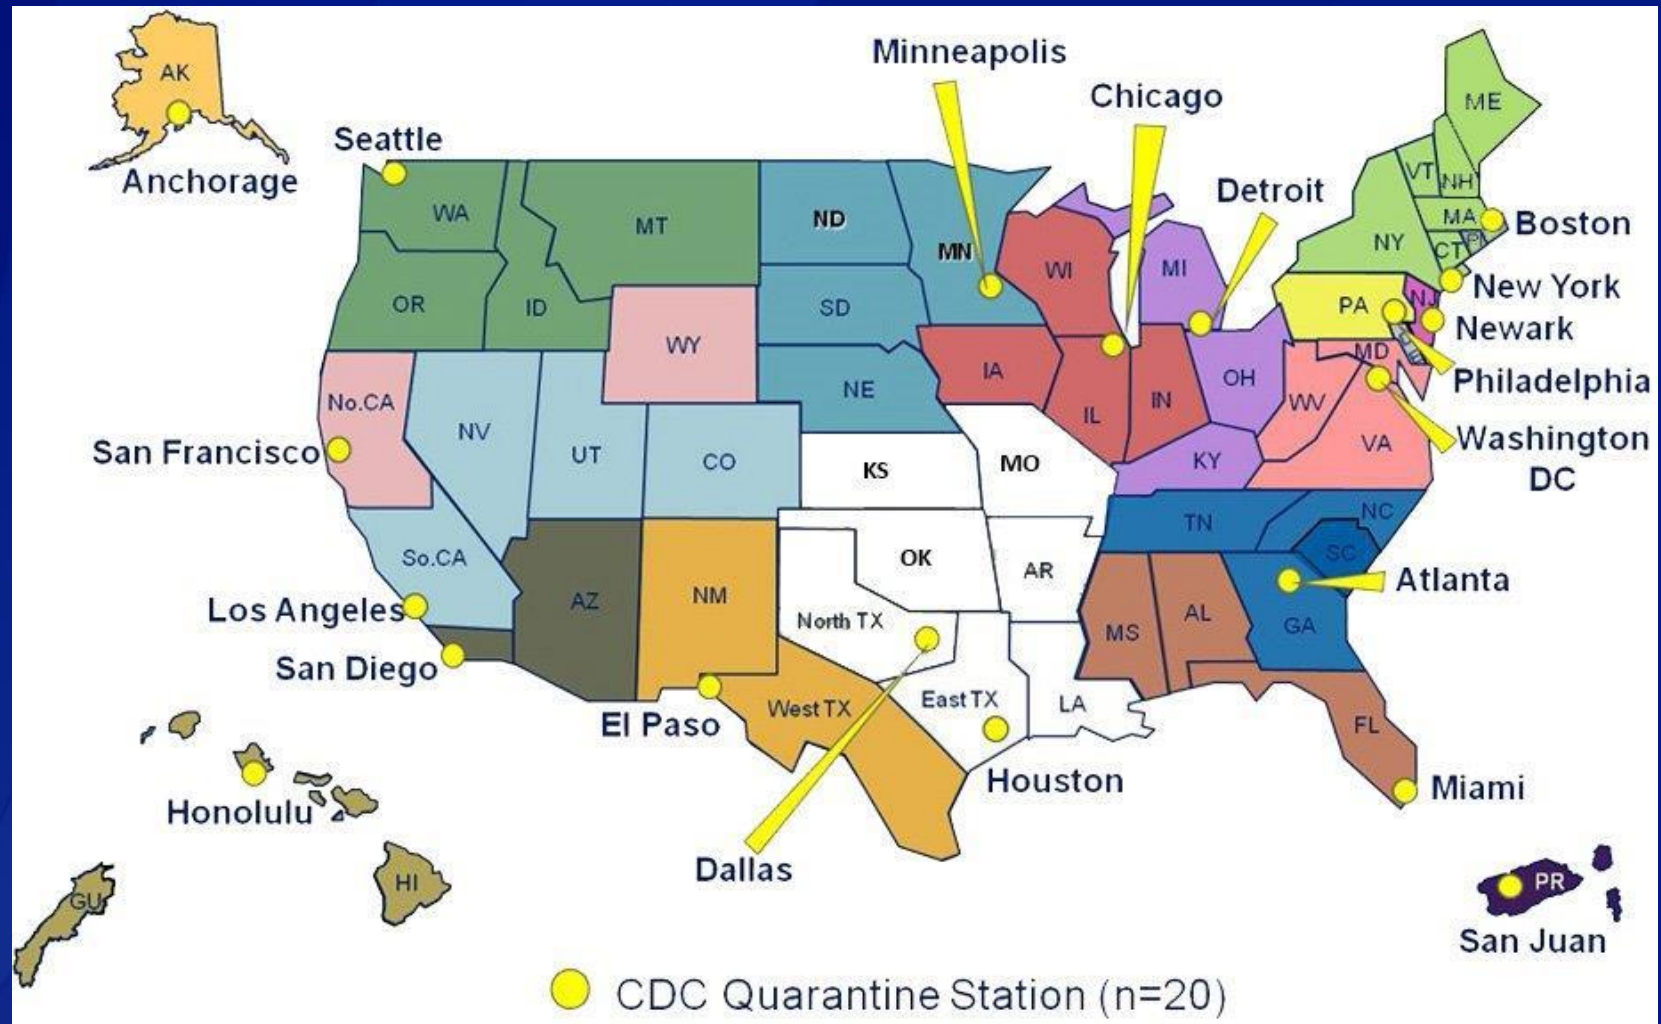 Minneapolis
AK
Chicago
ME
Seattle
Anchorage
Detroit
VT
NH
WA
MT
ND
MA
Boston
NY
CT
RI
MN
WI
MI
New York
OR
ID
SD
PA
NJ
Newark
WY
MD
IA
OH
Philadelphia
NE
No.CA
IL
IN
WV
NV
San Francisco
UT
CO
KS
MO
KY
VA
Washington
DC
TN
NC
So.CA
OK
AR
SC
Atlanta
AZ
NM
Los Angeles
North TX
MS
AL
GA
San Diego
East TX
LA
West TX
El Paso
FL
Houston
Miami
Honolulu
Dallas
HI
GU
PR
San Juan
CDC Quarantine Station (n=20)